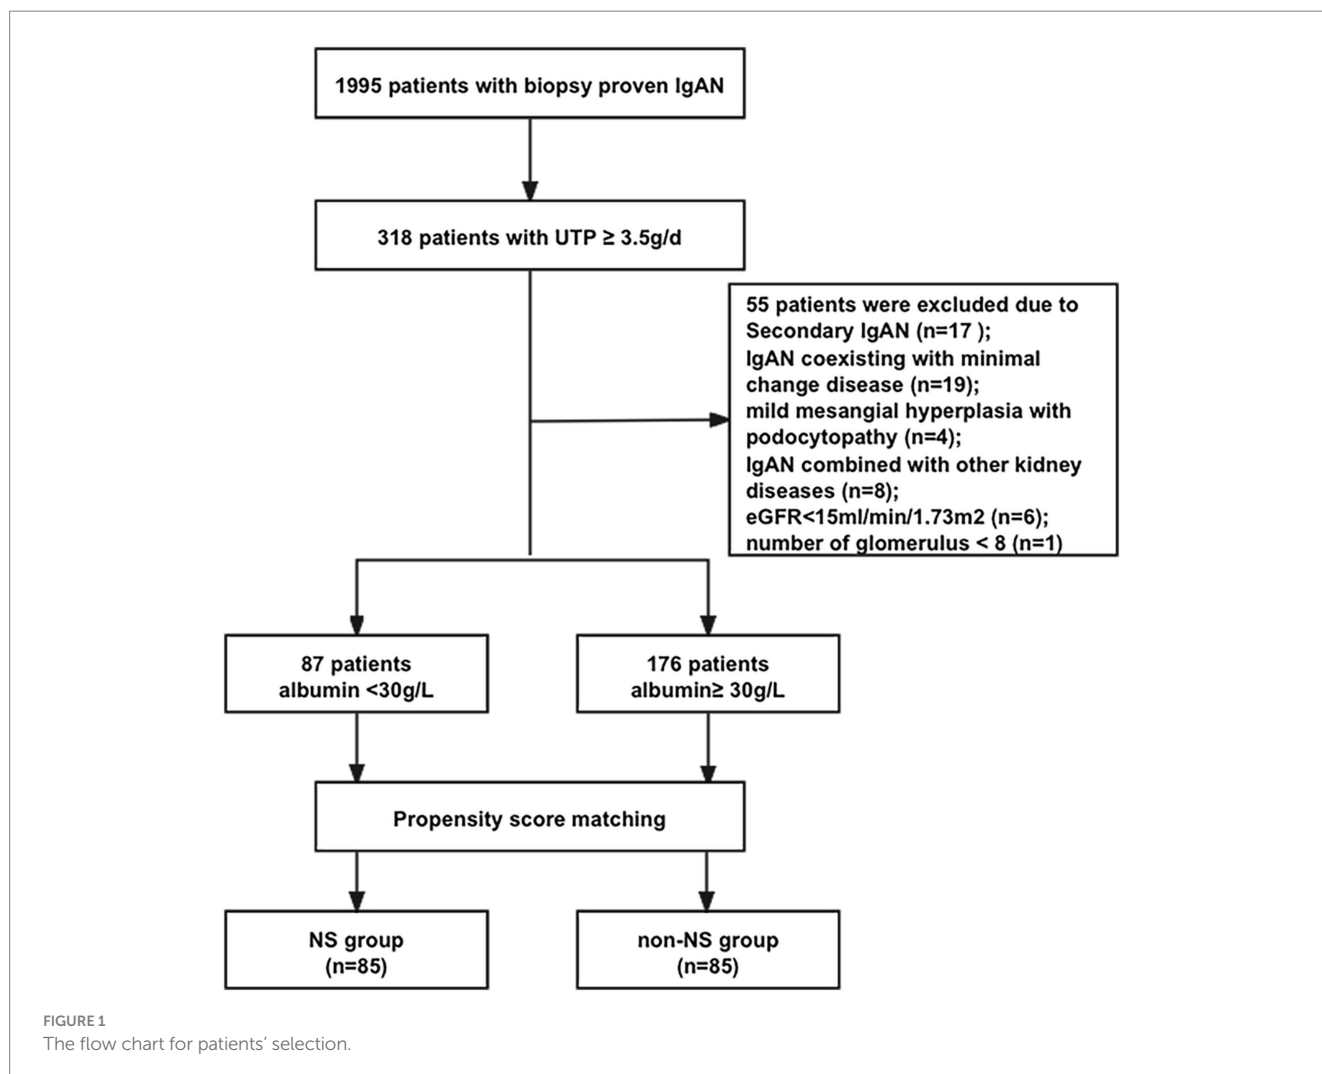 1995 patients with biopsy proven IgAN
318 patients with UTP ≥ 3.5g/d
55 patients were excluded due to
Secondary IgAN (n=17 );
IgAN coexisting with minimal
change disease (n=19);
mild mesangial hyperplasia with
podocytopathy (n=4);
IgAN combined with other kidney
diseases (n=8);
eGFR<15ml/min/1.73m2 (n=6);
number of glomerulus < 8 (n=1)
87 patients
albumin <30g/L
176 patients
albumin≥ 30g/L
Propensity score matching
NS group
(n=85)
non-NS group
(n=85)
FIGURE 1
The flow chart for patients’ selection.